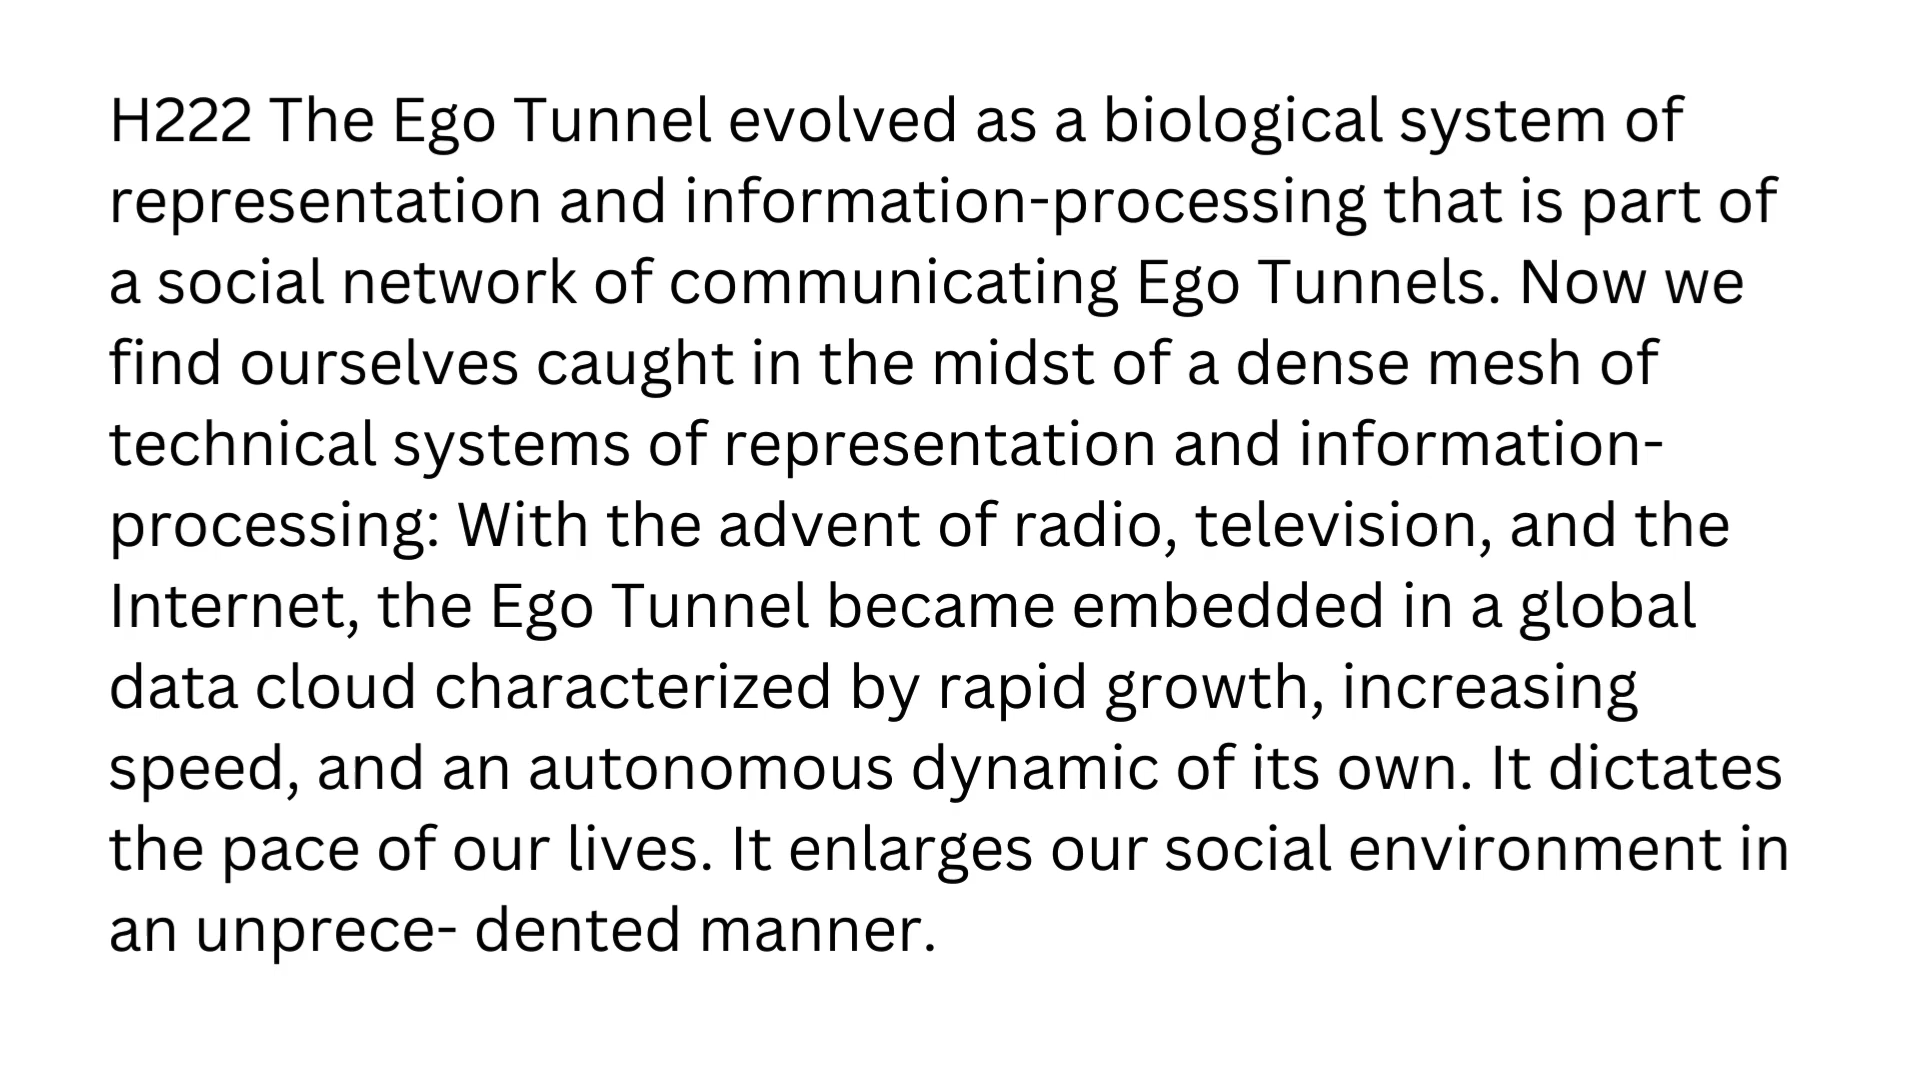 H222 The Ego Tunnel evolved as a biological system of
representation and information-processing that is part of
a social network of communicating Ego Tunnels. Now we
find ourselves caught in the midst of a dense mesh of
technical systems of representation and information-
processing: With the advent of radio, television, and the
Internet, the Ego Tunnel became embedded in a global
data cloud characterized by rapid growth, increasing
speed, and an autonomous dynamic of its own. It dictates
the pace of our lives. It enlarges our social environment in
an unprece- dented manner.